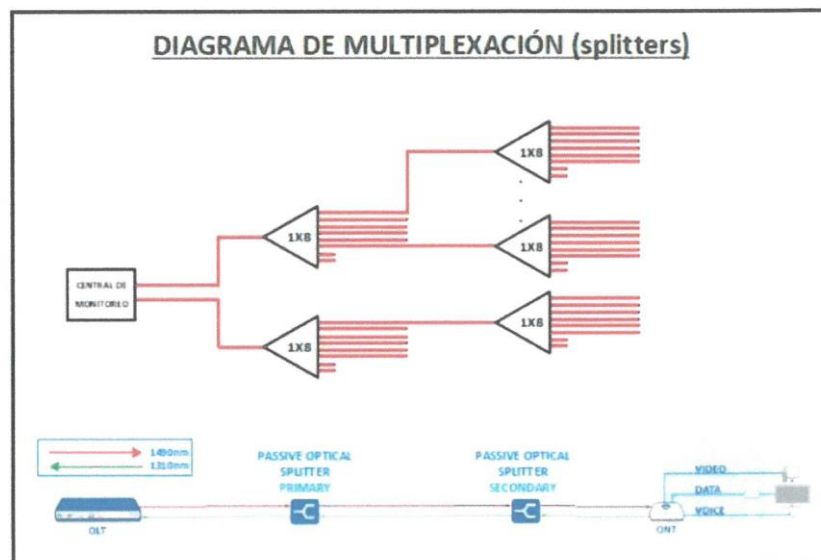 DIAGRAMA DE MULTIPLEXACIÓN (splitters)
1X8
1X8
1X8
1X8
1X8
CENTRAL DE
MONITOREO
1490nm
1310nm
PASSIVE OPTICAL
SPLITTER
PRIMARY
PASSIVE OPTICAL
SPLITTER
SECONDARY
VIDEO
DATA
VOICE
OLT
ONT